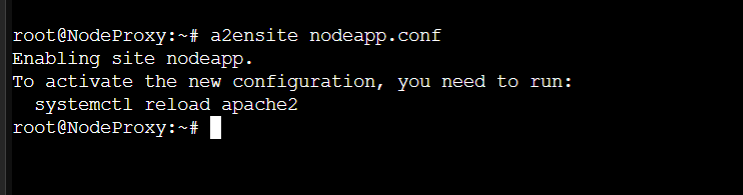 root@NodeProxy:~# a2ensite nodeapp.conf
Enabling site nodeapp.
To activate the new configuration, you need to run:
  systemctl reload apache2
root@NodeProxy:~#